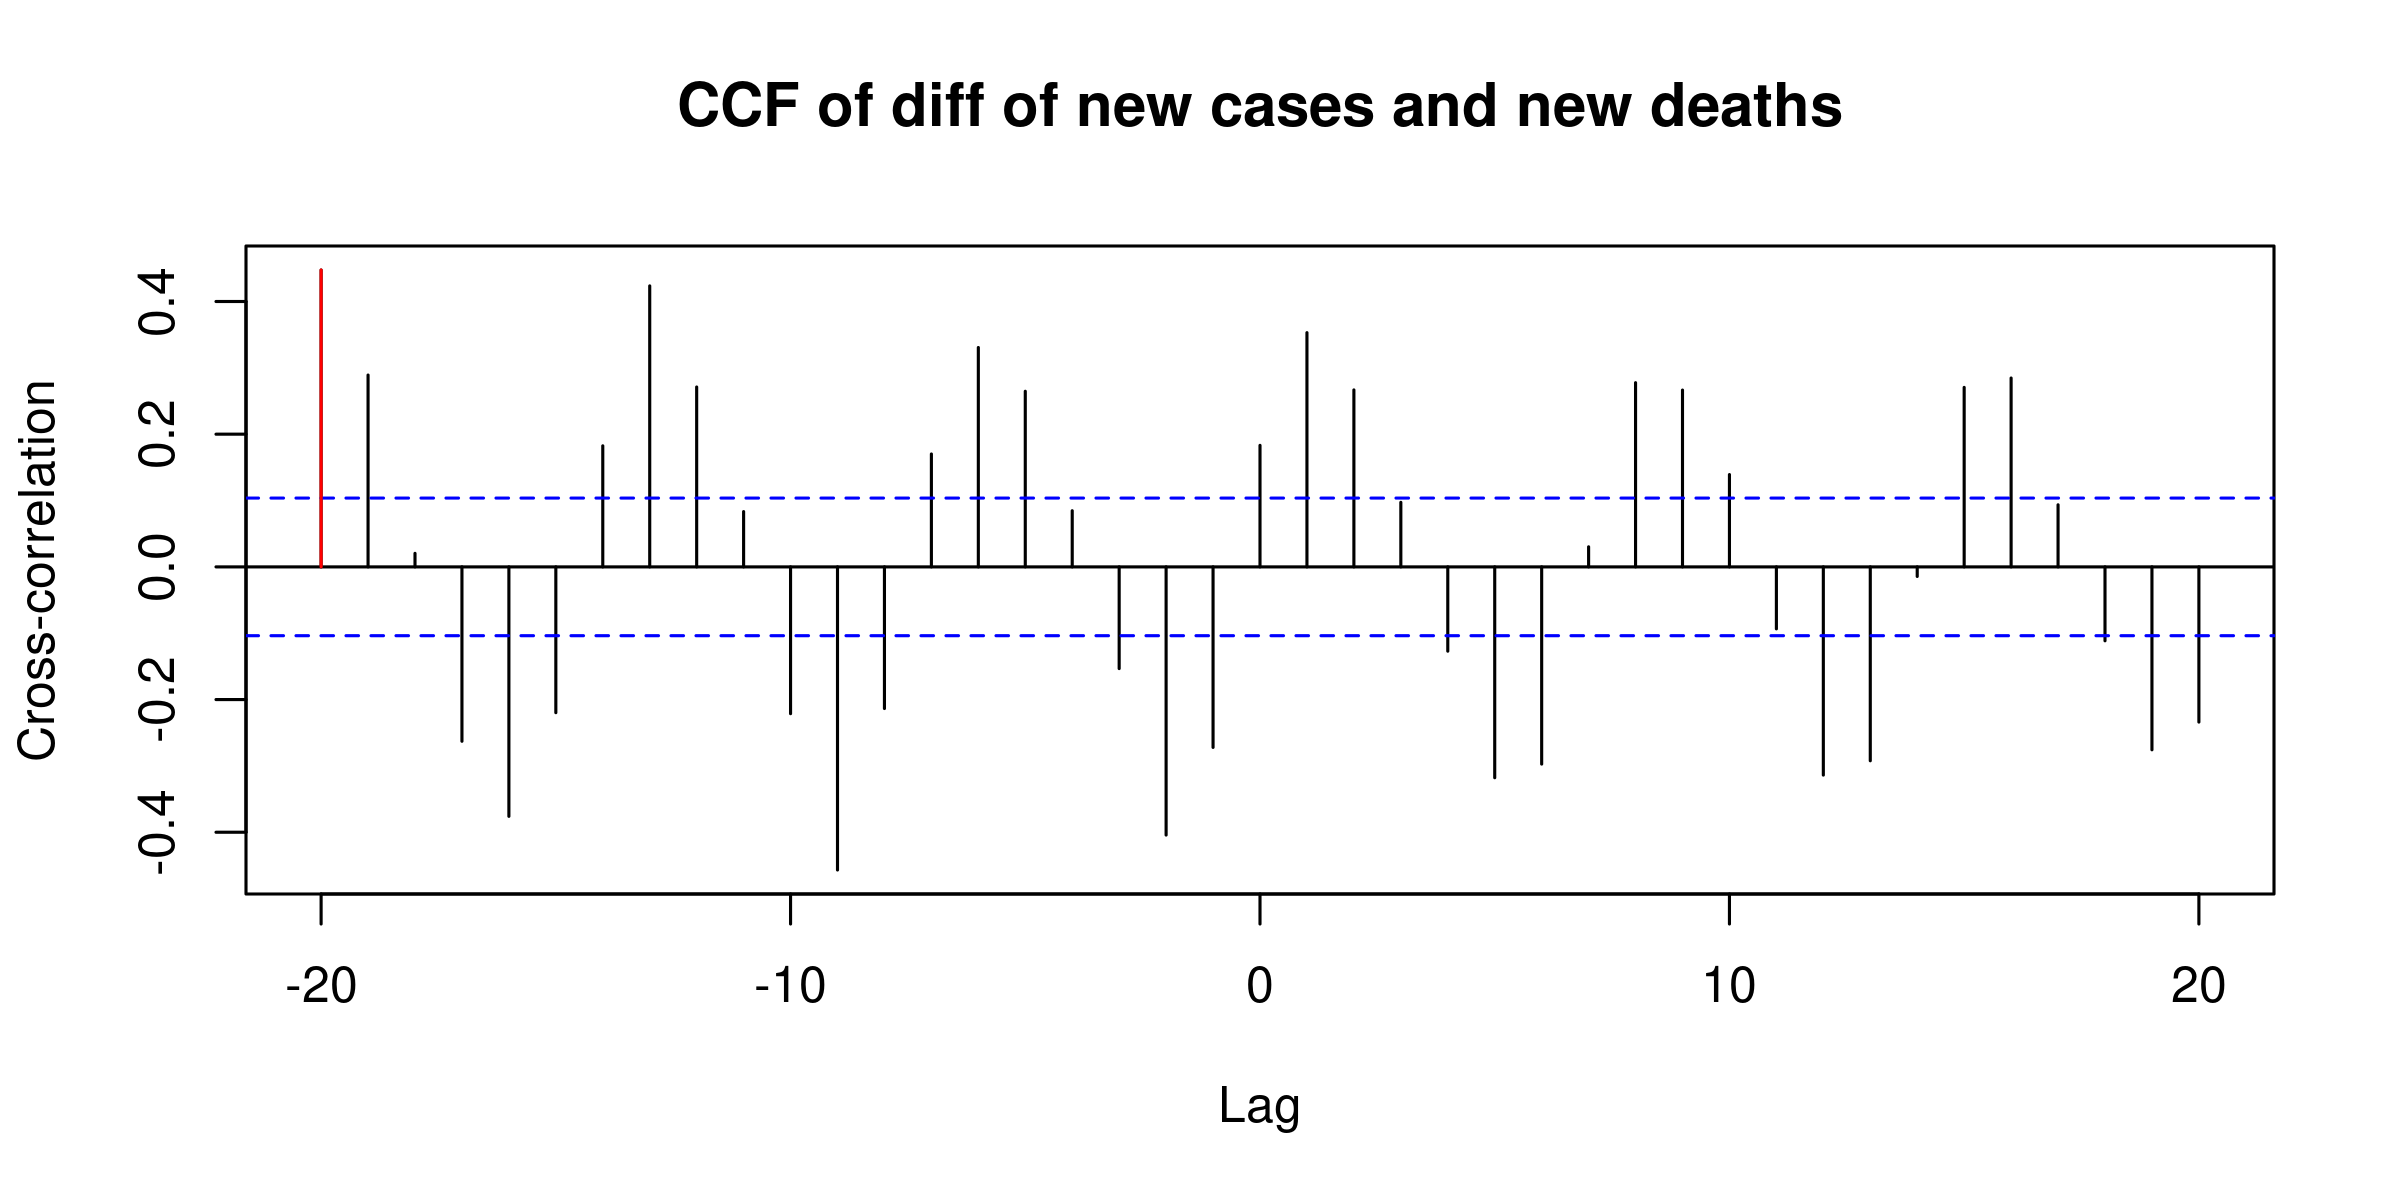 CCF of diff of new cases and new deaths
Cross-correlation
0.4
0.2
0.0
-0.2
-0.4
-20 -10 0 10 20
Lag